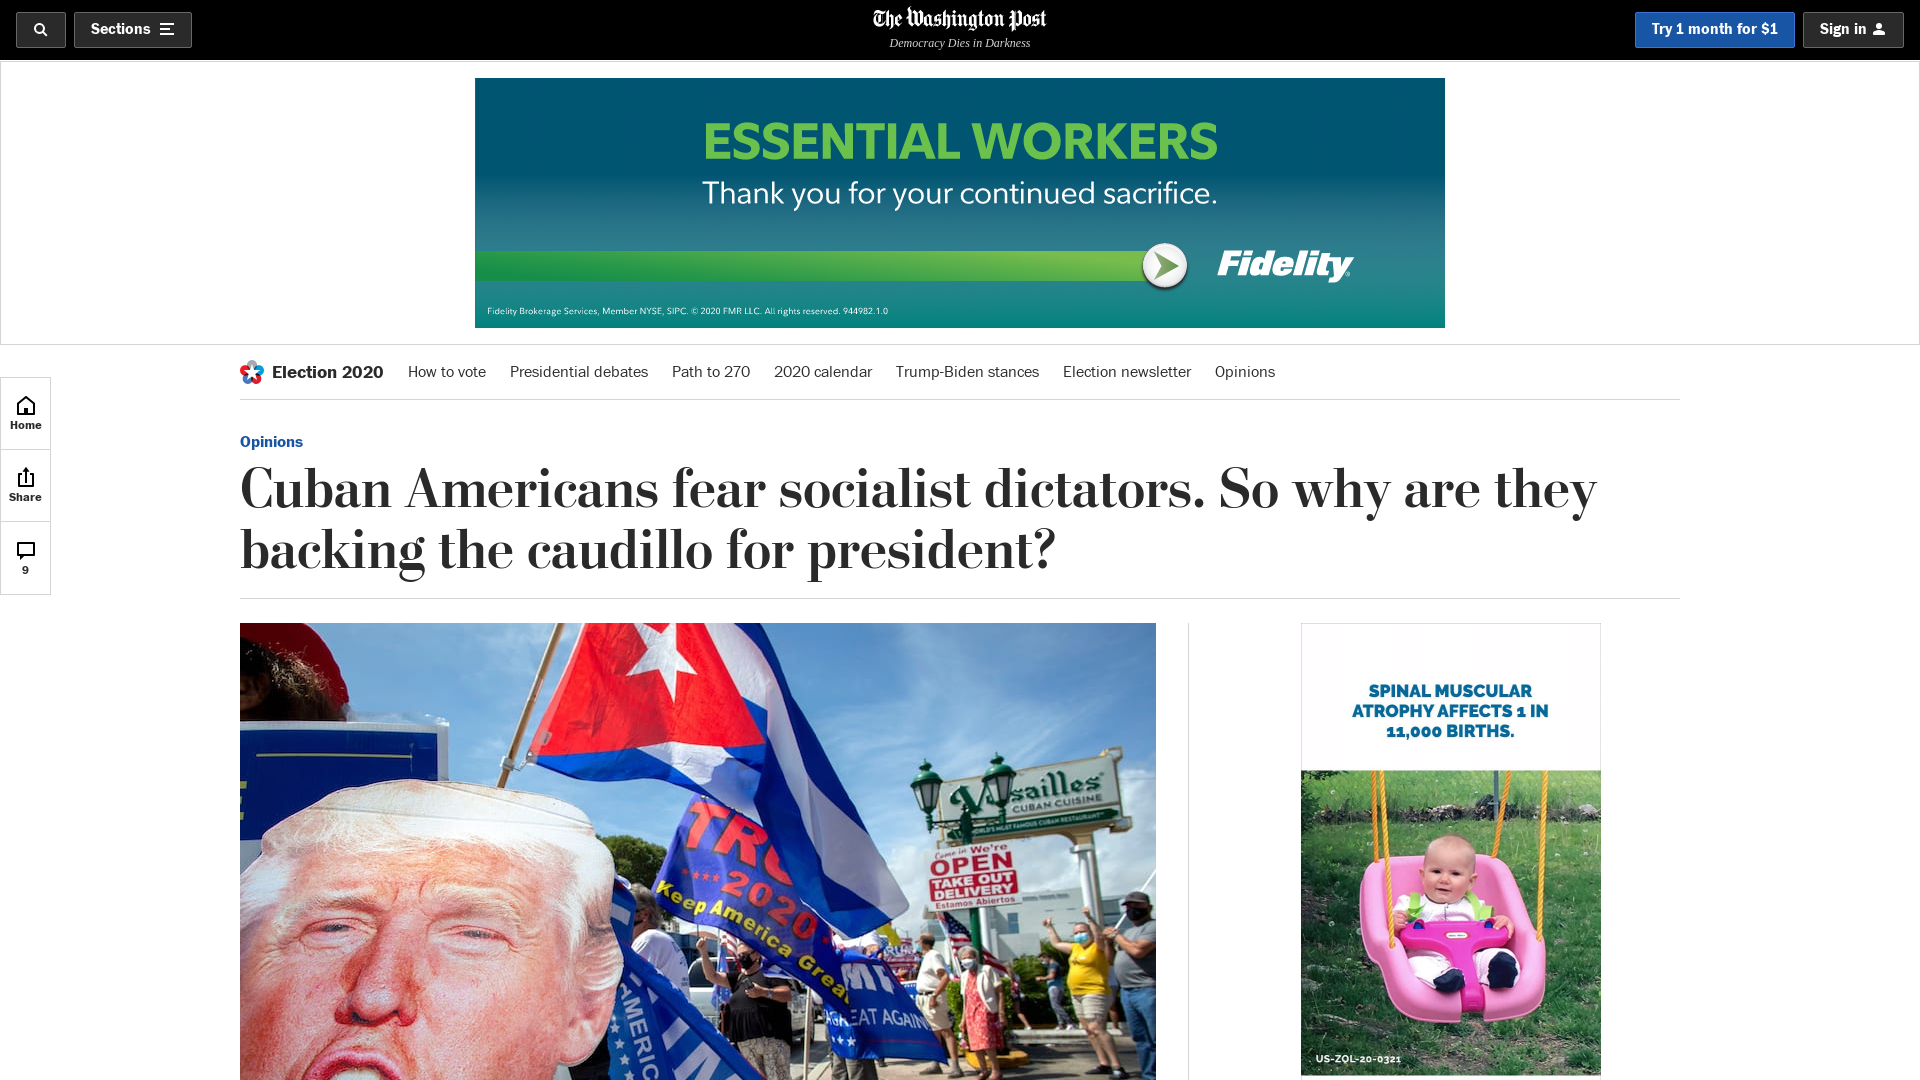 Sections
The Washington Post
Democracy Dies in Darkness
Try 1 month for $1
Sign in
ESSENTIAL WORKERS
Thank you for your continued sacrifice.
Fidelity
Fidelity Brokerage Services, Member NYSE, SIPC. © 2020 FMR LLC. All rights reserved. 944982.1.0
Election 2020
How to vote
Presidential debates
Path to 270
2020 calendar
Trump-Biden stances
Election newsletter
Opinions
Home
Share
9
Opinions
Cuban Americans fear socialist dictators. So why are they
backing the caudillo for president?
Versailles
CUBAN CUISINE
WORLD'S MOST FAMOUS CUBAN RESTAURANT
Come in We're
OPEN
TAKE OUT
DELIVERY
Estamos Abiertos
TRU
2020
Keep America Great
AMERIC
EAT AGAIN
SPINAL MUSCULAR
ATROPHY AFFECTS 1 IN
11,000 BIRTHS.
US-ZOL-20-0321